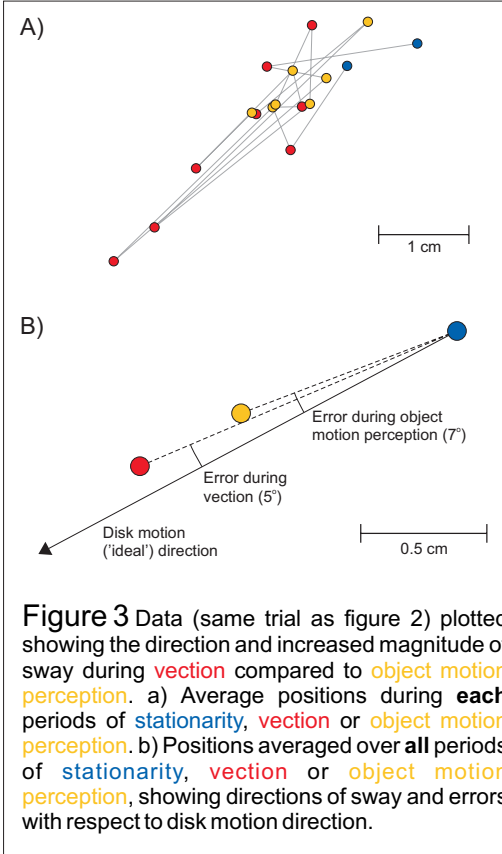 A)
1 cm
B)
Error during object
motion perception (7°)
Error during
vection (5°)
Disk motion
('ideal') direction
0.5 cm
Figure 3 Data (same trial as figure 2) plotted
showing the direction and increased magnitude o
sway during vection compared to object motion
perception. a) Average positions during each
periods of stationarity, vection or object motion
perception. b) Positions averaged over all periods
of stationarity, vection or object motion
perception, showing directions of sway and errors
with respect to disk motion direction.